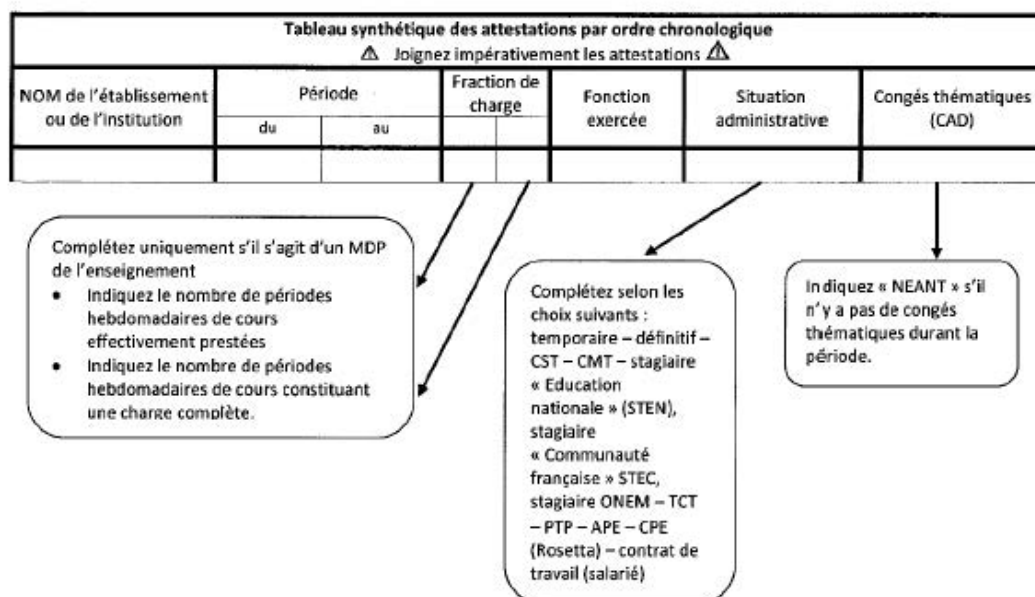 Tableau synthétique des attestations par ordre chronologique
⚠ Joignez impérativement les attestations ⚠
NOM de l'établissement
ou de l'institution
Période
du
au
Fraction de
charge
Fonction
exercée
Situation
administrative
Congés thématiques
(CAD)
Complétez uniquement s'il s'agit d'un MDP
de l'enseignement
• Indiquez le nombre de périodes
hebdomadaires de cours
effectivement prestées
• Indiquez le nombre de périodes
hebdomadaires de cours constituant
une charge complète.
Complétez selon les
choix suivants :
temporaire – définitif –
CST – CMT – stagiaire
« Education
nationale » (STEN),
stagiaire
« Communauté
française » STEC,
stagiaire ONEM – TCT
– PTP – APE – CPE
(Rosetta) – contrat de
travail (salarié)
Indiquez « NEANT » s'il
n'y a pas de congés
thématiques durant la
période.